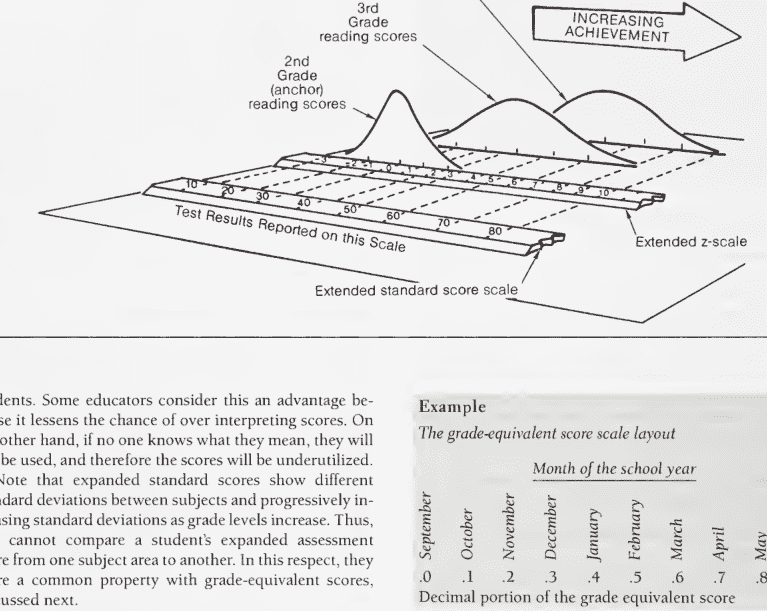 3rd
Grade
reading scores
INCREASING
ACHIEVEMENT
2nd
Grade
(anchor)
reading scores
-3 -2 -1 0 1 2 3 4 5 6 7 8 9 10
10 20 30 40 50 60 70 80
Test Results Reported on this Scale
Extended z-scale
Extended standard score scale
dents. Some educators consider this an advantage be-
se it lessens the chance of over interpreting scores. On
other hand, if no one knows what they mean, they will
be used, and therefore the scores will be underutilized.
Note that expanded standard scores show different
ndard deviations between subjects and progressively in-
sing standard deviations as grade levels increase. Thus,
cannot compare a student's expanded assessment
re from one subject area to another. In this respect, they
re a common property with grade-equivalent scores,
ussed next.
Example
The grade-equivalent score scale layout
Month of the school year
September October November December January February March April May
.0 .1 .2 .3 .4 .5 .6 .7 .8
Decimal portion of the grade equivalent score